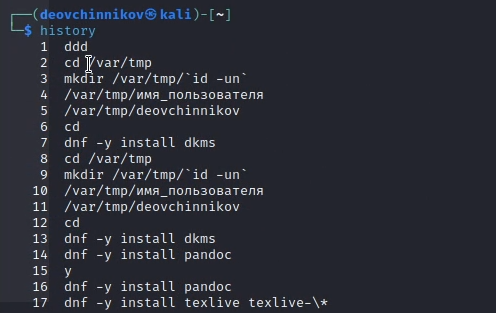 ┌──(deovchinnikov㉿kali)-[~]
└─$ history
1 ddd
2 cd /var/tmp
3 mkdir /var/tmp/`id -un`
4 /var/tmp/имя_пользователя
5 /var/tmp/deovchinnikov
6 cd
7 dnf -y install dkms
8 cd /var/tmp
9 mkdir /var/tmp/`id -un`
10 /var/tmp/имя_пользователя
11 /var/tmp/deovchinnikov
12 cd
13 dnf -y install dkms
14 dnf -y install pandoc
15 y
16 dnf -y install pandoc
17 dnf -y install texlive texlive-\*